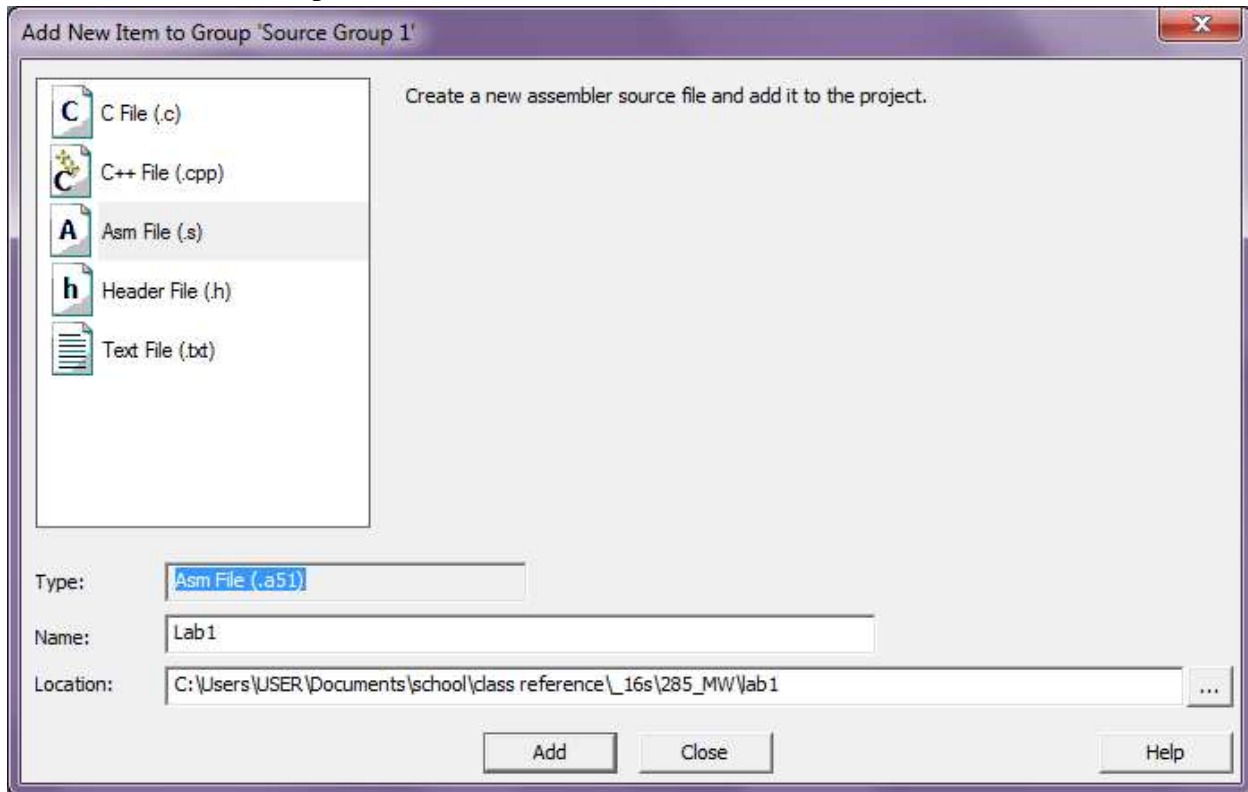 Add New Item to Group 'Source Group 1'
X
C C File (.c)
Create a new assembler source file and add it to the project.
C C++ File (.cpp)
A Asm File (.s)
h Header File (.h)
Text File (.txt)
Type: Asm File (.a51)
Name: Lab1
Location: C:\Users\USER\Documents\school\class reference\_16s\285_MW\lab1 ...
Add Close Help